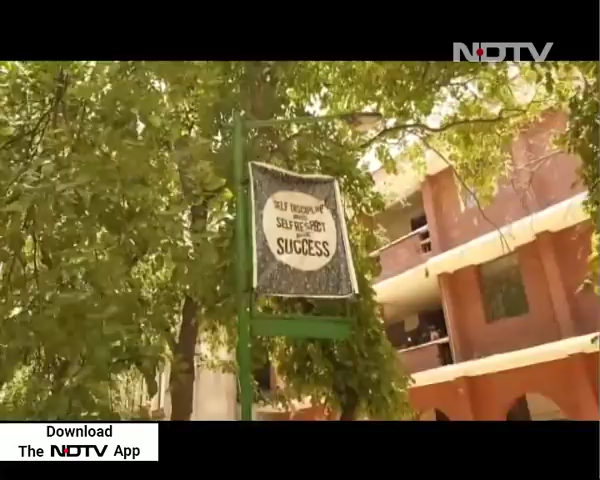 NDTV
SELF DISCIPLINE
SELF RESPECT
SUCCESS
Download
The NDTV App